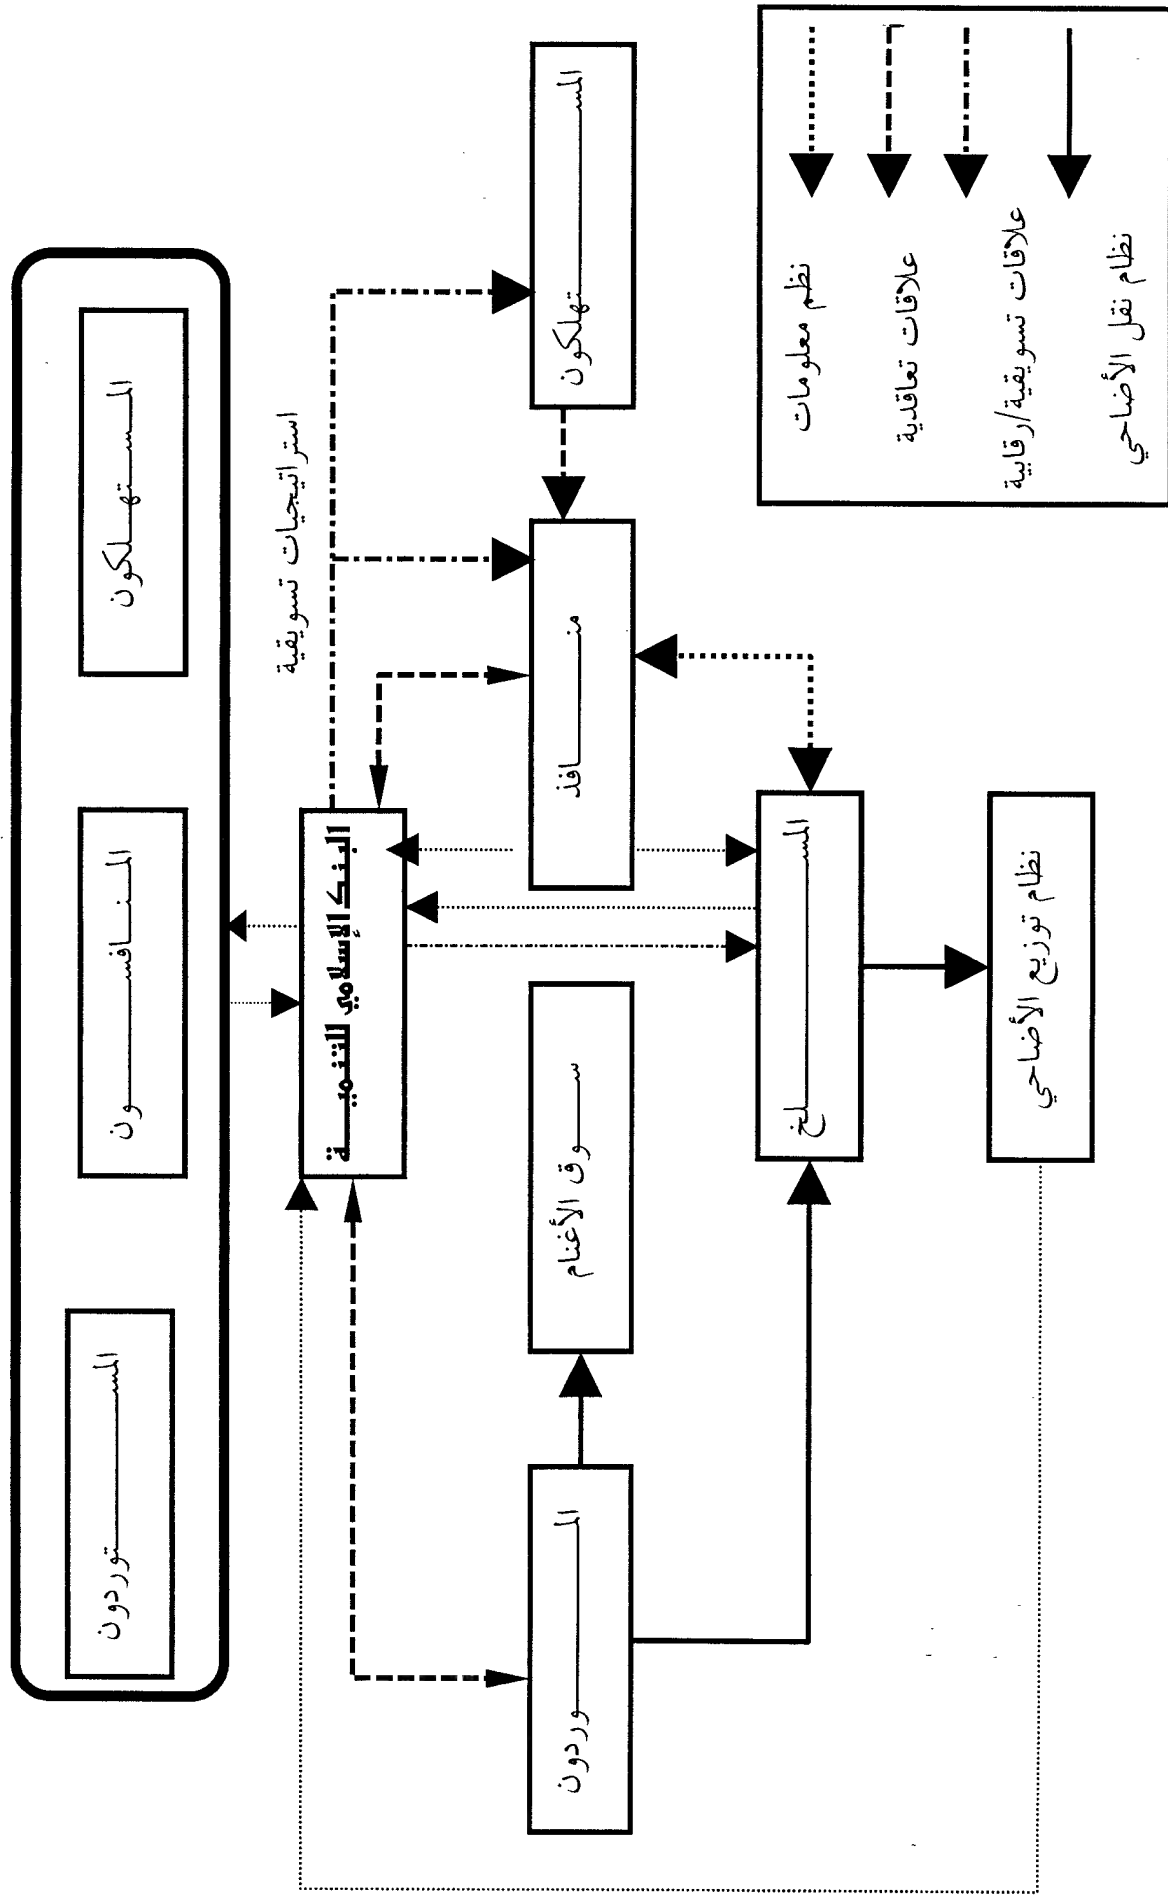 المستهلكون
المنافسون
المستوردون
استراتيجيات تسويقية
البنك الإسلامي للتنمية
المستهلكون
منافذ
سوق الأغنام
الموردون
المسلخ
نظام توزيع الأضاحي
نظم معلومات
علاقات تعاقدية
علاقات تسويقية/رقابية
نظام نقل الأضاحي